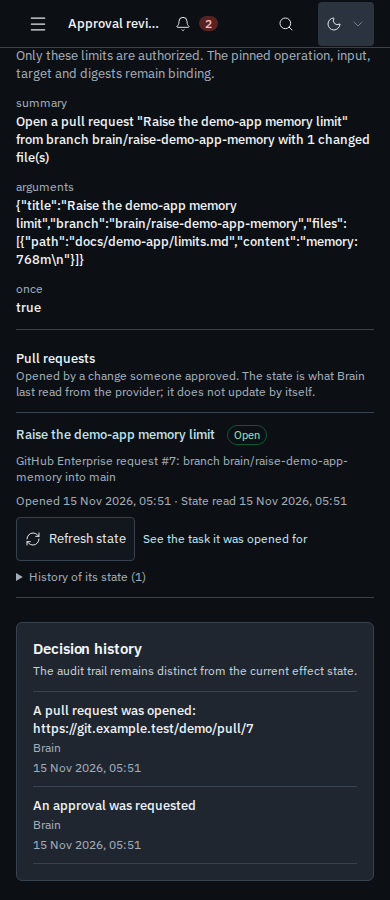 Approval revi...
2
Only these limits are authorized. The pinned operation, input,
target and digests remain binding.
summary
Open a pull request "Raise the demo-app memory limit"
from branch brain/raise-demo-app-memory with 1 changed
file(s)
arguments
{"title":"Raise the demo-app memory
limit","branch":"brain/raise-demo-app-memory","files":
[{"path":"docs/demo-app/limits.md","content":"memory:
768m\n"}]}
once
true
Pull requests
Opened by a change someone approved. The state is what Brain
last read from the provider; it does not update by itself.
Raise the demo-app memory limit
Open
GitHub Enterprise request #7: branch brain/raise-demo-app-
memory into main
Opened 15 Nov 2026, 05:51 · State read 15 Nov 2026, 05:51
Refresh state
See the task it was opened for
History of its state (1)
Decision history
The audit trail remains distinct from the current effect state.
A pull request was opened:
https://git.example.test/demo/pull/7
Brain
15 Nov 2026, 05:51
An approval was requested
Brain
15 Nov 2026, 05:51